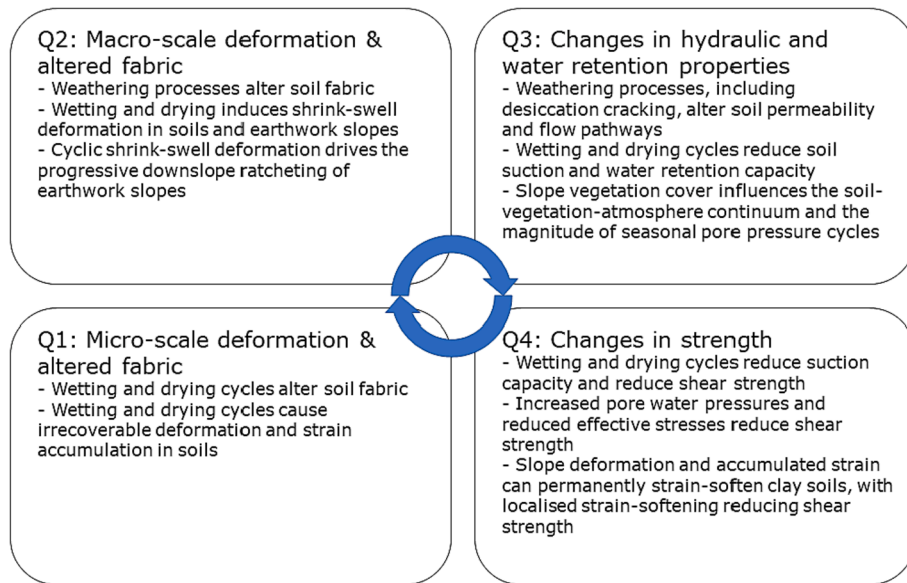 Q2: Macro-scale deformation &
altered fabric
- Weathering processes alter soil fabric
- Wetting and drying induces shrink-swell
deformation in soils and earthwork slopes
- Cyclic shrink-swell deformation drives the
progressive downslope ratcheting of
earthwork slopes
Q3: Changes in hydraulic and
water retention properties
- Weathering processes, including
desiccation cracking, alter soil permeability
and flow pathways
- Wetting and drying cycles reduce soil
suction and water retention capacity
- Slope vegetation cover influences the soil-
vegetation-atmosphere continuum and the
magnitude of seasonal pore pressure cycles
Q1: Micro-scale deformation &
altered fabric
- Wetting and drying cycles alter soil fabric
- Wetting and drying cycles cause
irrecoverable deformation and strain
accumulation in soils
Q4: Changes in strength
- Wetting and drying cycles reduce suction
capacity and reduce shear strength
- Increased pore water pressures and
reduced effective stresses reduce shear
strength
- Slope deformation and accumulated strain
can permanently strain-soften clay soils, with
localised strain-softening reducing shear
strength